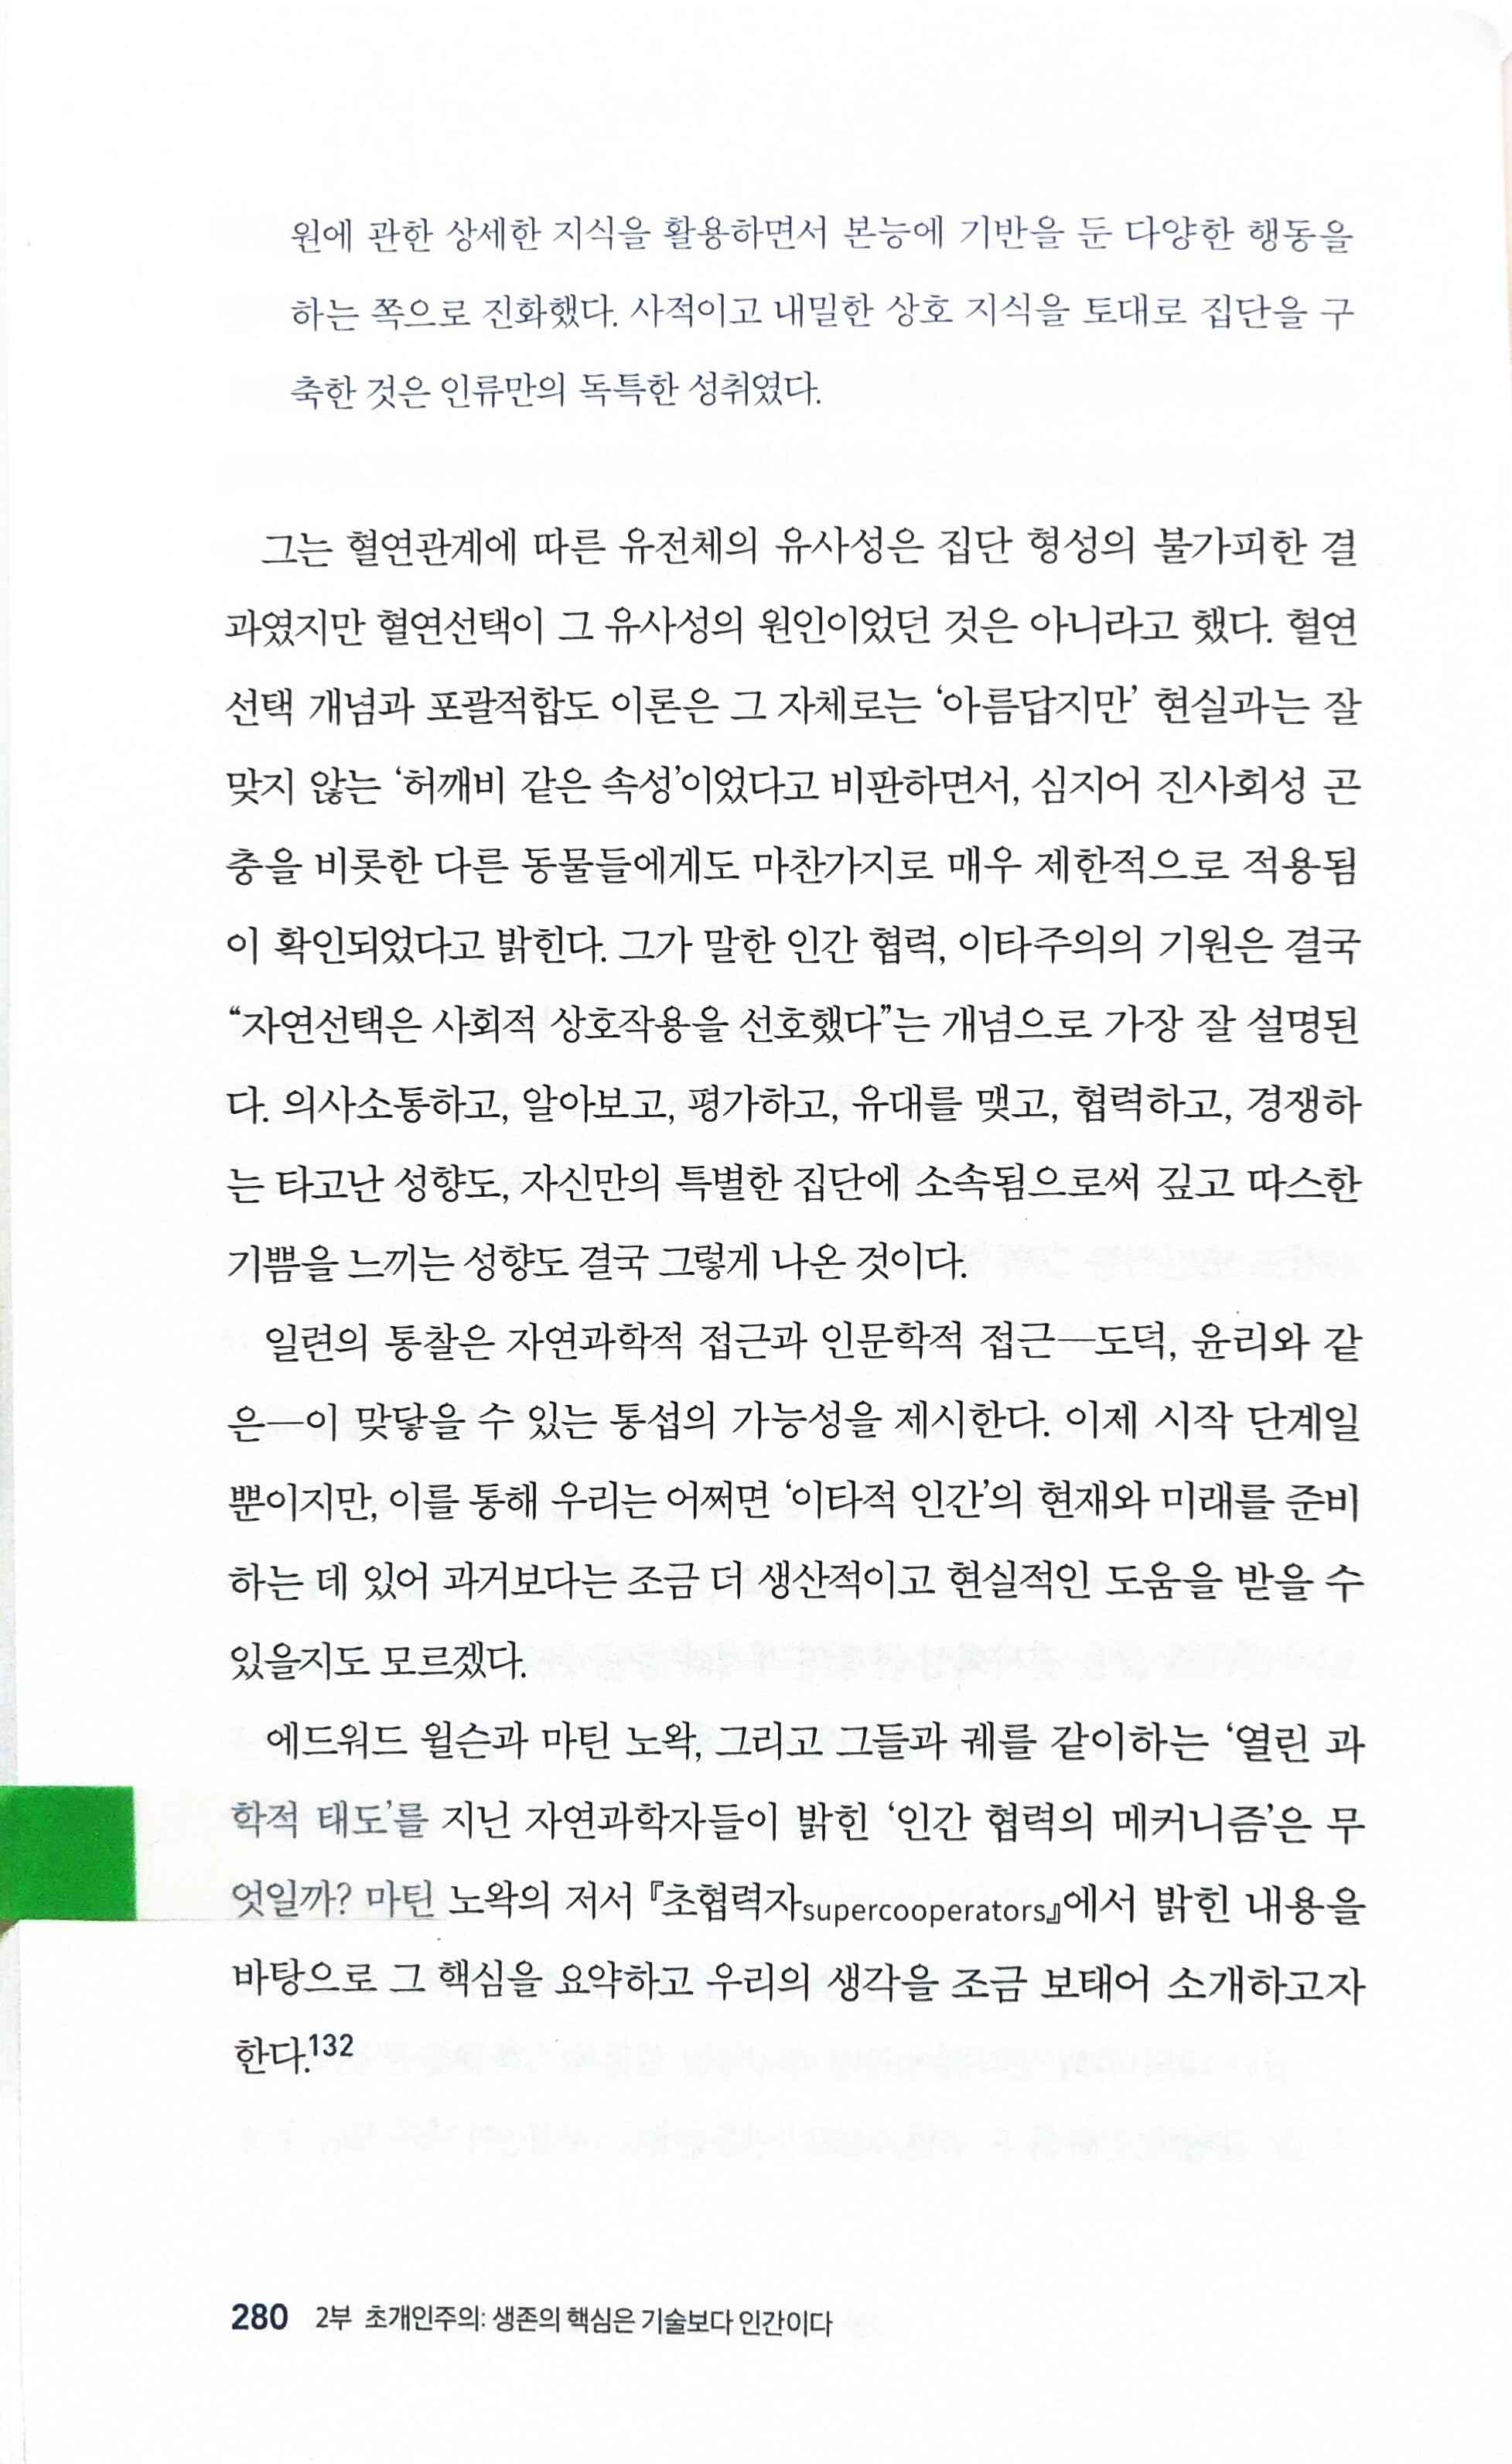 원에 관한 상세한 지식을 활용하면서 본능에 기반을 둔 다양한 행동을
하는 쪽으로 진화했다. 사적이고 내밀한 상호 지식을 토대로 집단을 구
축한 것은 인류만의 독특한 성취였다.
그는 혈연관계에 따른 유전체의 유사성은 집단 형성의 불가피한 결
과였지만 혈연선택이 그 유사성의 원인이었던 것은 아니라고 했다. 혈연
선택 개념과 포괄적합도 이론은 그 자체로는 ‘아름답지만’ 현실과는 잘
맞지 않는 ‘허깨비 같은 속성’이었다고 비판하면서, 심지어 진사회성 곤
충을 비롯한 다른 동물들에게도 마찬가지로 매우 제한적으로 적용됨
이 확인되었다고 밝힌다. 그가 말한 인간 협력, 이타주의의 기원은 결국
“자연선택은 사회적 상호작용을 선호했다”는 개념으로 가장 잘 설명된
다. 의사소통하고, 알아보고, 평가하고, 유대를 맺고, 협력하고, 경쟁하
는 타고난 성향도, 자신만의 특별한 집단에 소속됨으로써 깊고 따스한
기쁨을 느끼는 성향도 결국 그렇게 나온 것이다.
일련의 통찰은 자연과학적 접근과 인문학적 접근—도덕, 윤리와 같
은—이 맞닿을 수 있는 통섭의 가능성을 제시한다. 이제 시작 단계일
뿐이지만, 이를 통해 우리는 어쩌면 ‘이타적 인간’의 현재와 미래를 준비
하는 데 있어 과거보다는 조금 더 생산적이고 현실적인 도움을 받을 수
있을지도 모르겠다.
에드워드 윌슨과 마틴 노왁, 그리고 그들과 궤를 같이하는 ‘열린 과
학적 태도’를 지닌 자연과학자들이 밝힌 ‘인간 협력의 메커니즘’은 무
엇일까? 마틴 노왁의 저서 『초협력자supercooperators』에서 밝힌 내용을
바탕으로 그 핵심을 요약하고 우리의 생각을 조금 보태어 소개하고자
한다.132
280 2부 초개인주의: 생존의 핵심은 기술보다 인간이다